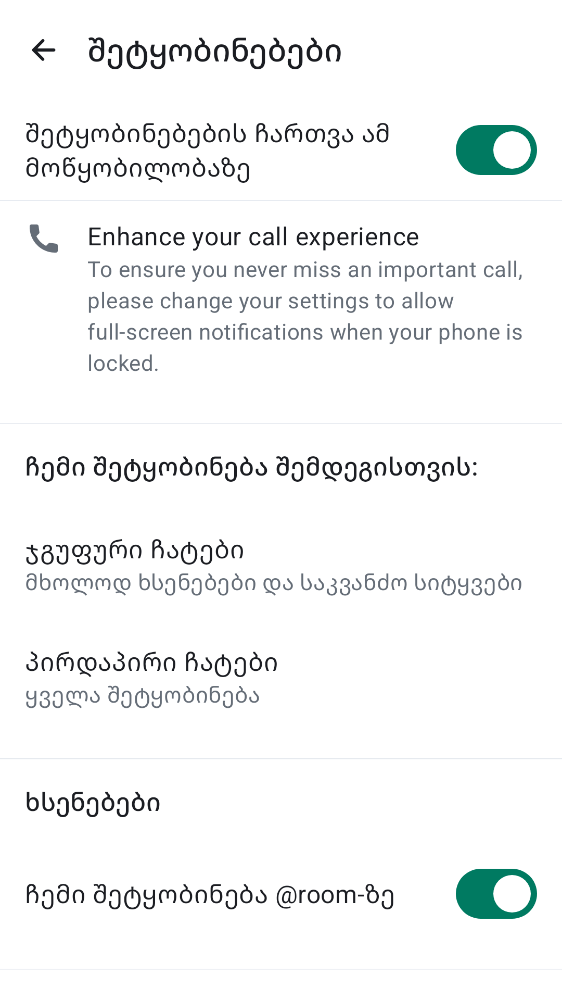 შეტყობინებები
შეტყობინებების ჩართვა ამ
მოწყობილობაზე
Enhance your call experience
To ensure you never miss an important call,
please change your settings to allow
full-screen notifications when your phone is
locked.
ჩემი შეტყობინება შემდეგისთვის:
ჯგუფური ჩატები
მხოლოდ ხსენებები და საკვანძო სიტყვები
პირდაპირი ჩატები
ყველა შეტყობინება
ხსენებები
ჩემი შეტყობინება @room-ზე